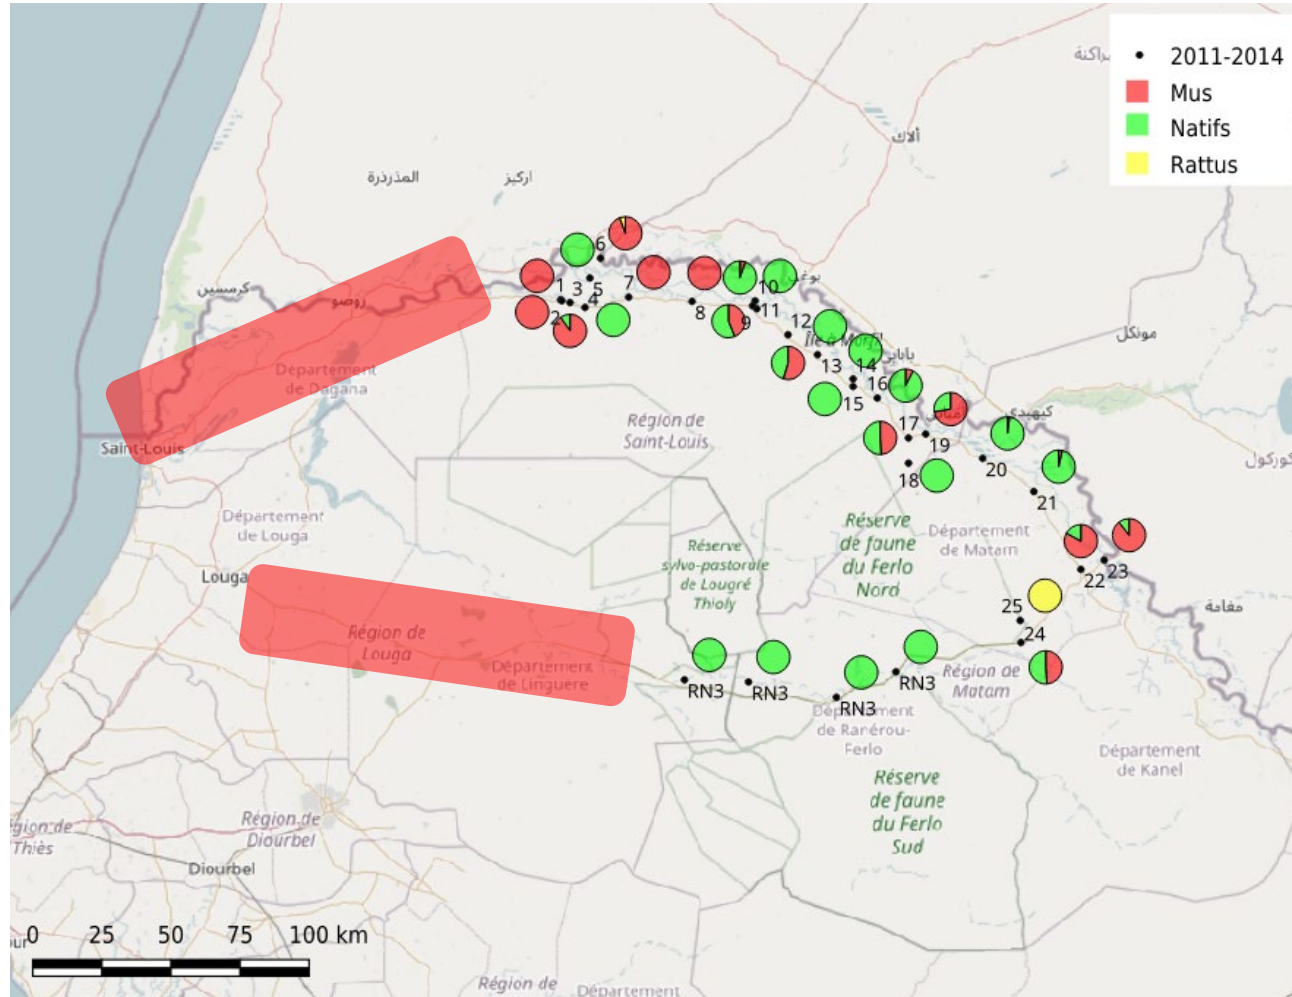 2011-2014
Mus
Natifs
Rattus
ألاك
المذرذرة
اركيز
كرمسين
روصو
بوغي
مونكل
Département
de Dagana
Saint-Louis
Région de
Saint-Louis
Département
de Louga
Louga
Région de
Louga
Département
de Linguère
Réserve
sylvo-pastorale
de Lougré
Thioly
Réserve
de faune
du Ferlo
Nord
Département
de Matam
كيهيدي
مقامة
1
2
3
4
5
6
7
8
9
10
11
12
13
14
15
16
17
18
19
20
21
22
23
24
25
RN3
RN3
RN3
RN3
Région de
Matam
Département
de Ranérou-
Ferlo
Département
de Kanel
Réserve
de faune
du Ferlo
Sud
Région de
Diourbel
Diourbel
égion de
Thiès
0 25 50 75 100 km
Région de
Département